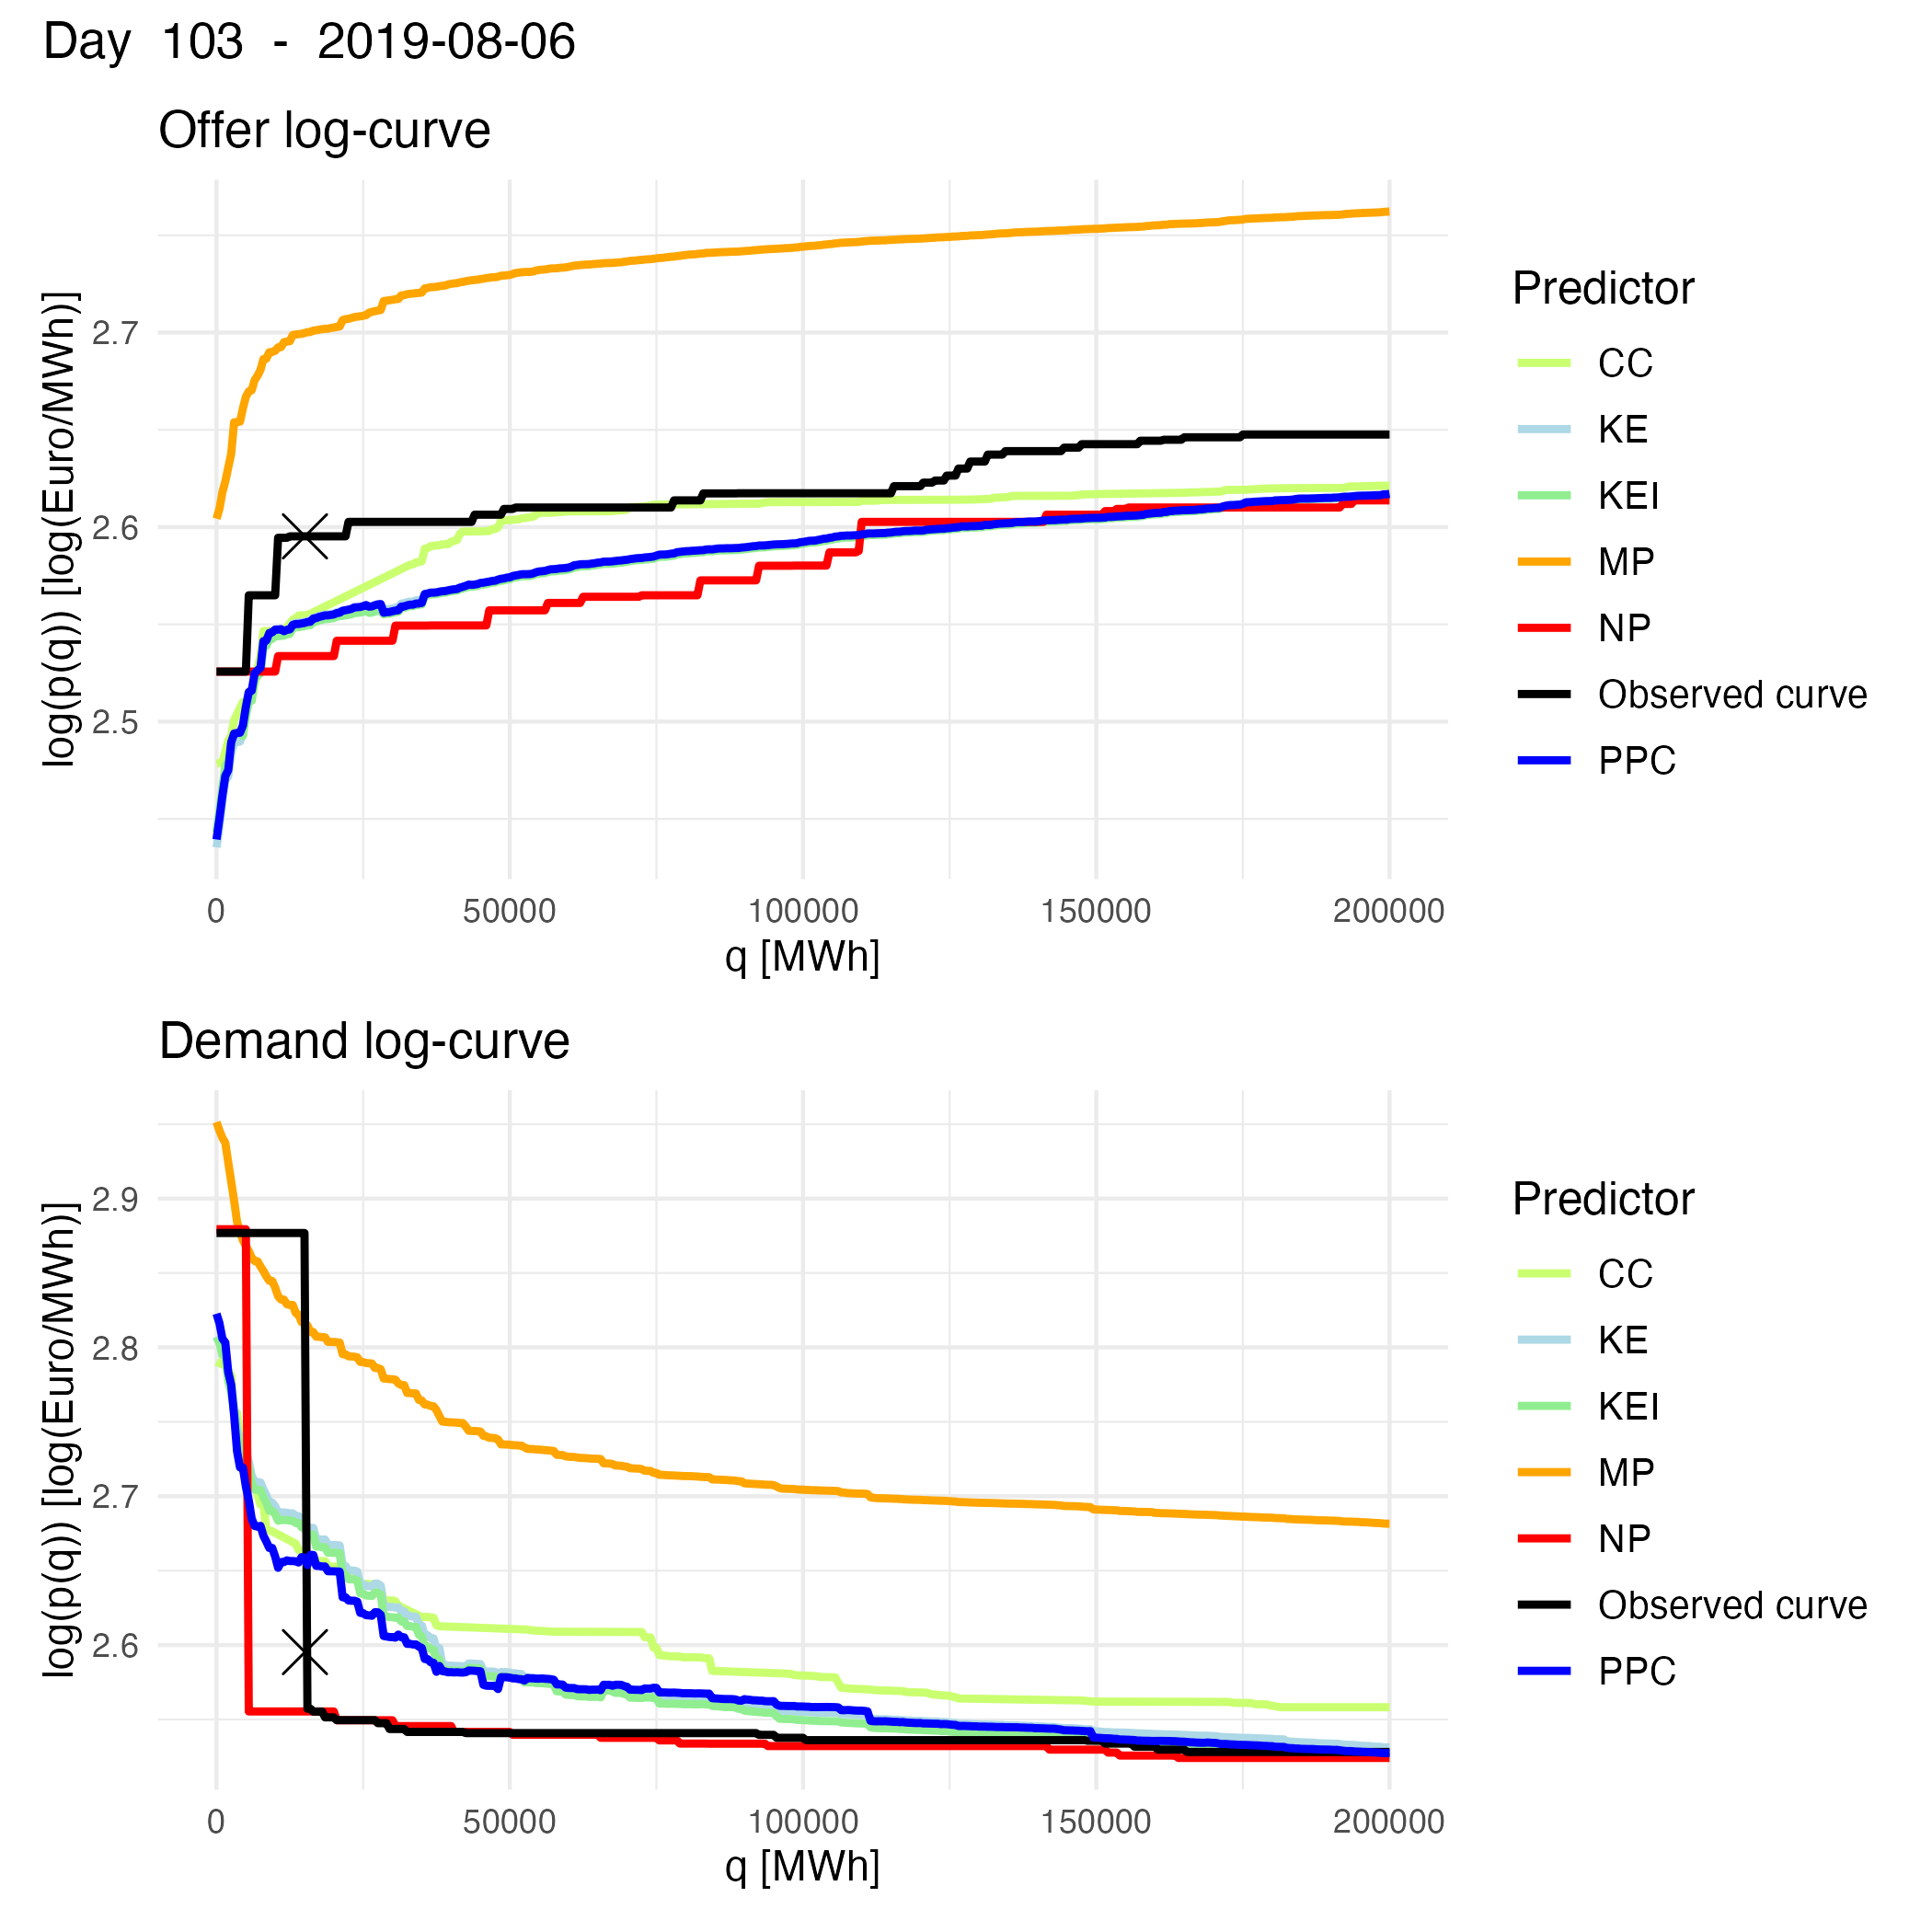 Day 103 - 2019-08-06
Offer log-curve
log(p(q)) [log(Euro/MWh)]
2.7
2.6
2.5
0 50000 100000 150000 200000
q [MWh]
Predictor
CC
KE
KEI
MP
NP
Observed curve
PPC
Demand log-curve
log(p(q)) [log(Euro/MWh)]
2.9
2.8
2.7
2.6
0 50000 100000 150000 200000
q [MWh]
Predictor
CC
KE
KEI
MP
NP
Observed curve
PPC